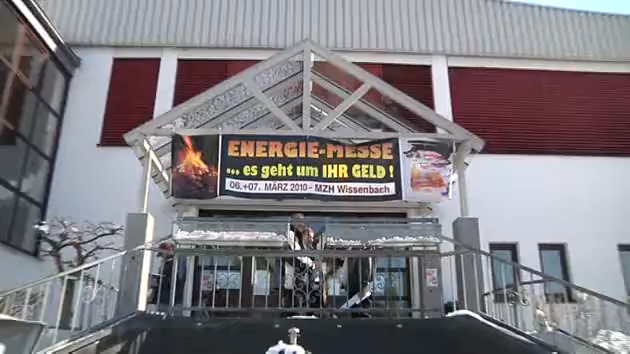 ENERGIE-MESSE
... es geht um IHR GELD !
06.+07. MÄRZ 2010 - MZH Wissenbach